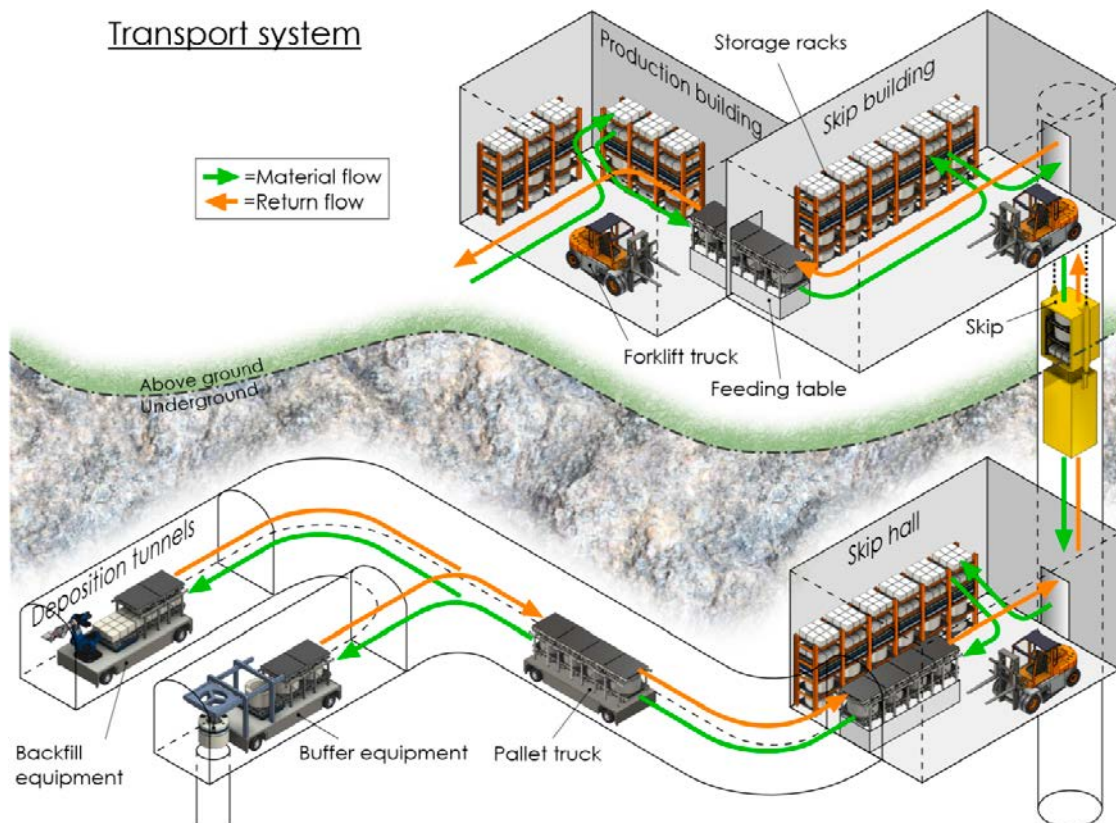 Transport system
Production building
Storage racks
Skip building
=Material flow
=Return flow
Forklift truck
Feeding table
Skip
Above ground
Underground
Deposition tunnels
Skip hall
Backfill
equipment
Buffer equipment
Pallet truck